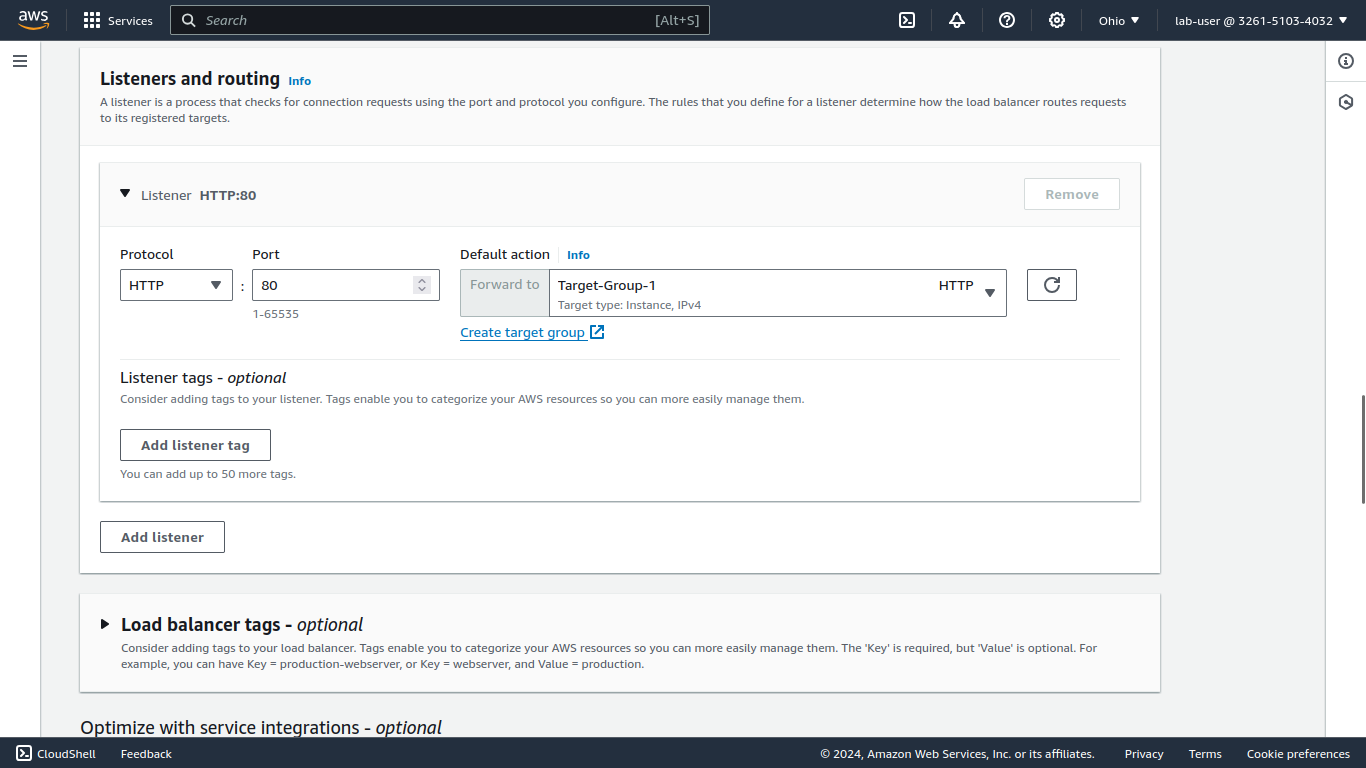 aws Services Search [Alt+S] Ohio lab-user @ 3261-5103-4032
Listeners and routing Info
A listener is a process that checks for connection requests using the port and protocol you configure. The rules that you define for a listener determine how the load balancer routes requests
to its registered targets.
Listener HTTP:80 Remove
Protocol Port Default action Info
HTTP : 80 Forward to Target-Group-1 HTTP
Target type: Instance, IPv4
1-65535
Create target group
Listener tags - optional
Consider adding tags to your listener. Tags enable you to categorize your AWS resources so you can more easily manage them.
Add listener tag
You can add up to 50 more tags.
Add listener
Load balancer tags - optional
Consider adding tags to your load balancer. Tags enable you to categorize your AWS resources so you can more easily manage them. The 'Key' is required, but 'Value' is optional. For
example, you can have Key = production-webserver, or Key = webserver, and Value = production.
Optimize with service integrations - optional
CloudShell Feedback © 2024, Amazon Web Services, Inc. or its affiliates. Privacy Terms Cookie preferences